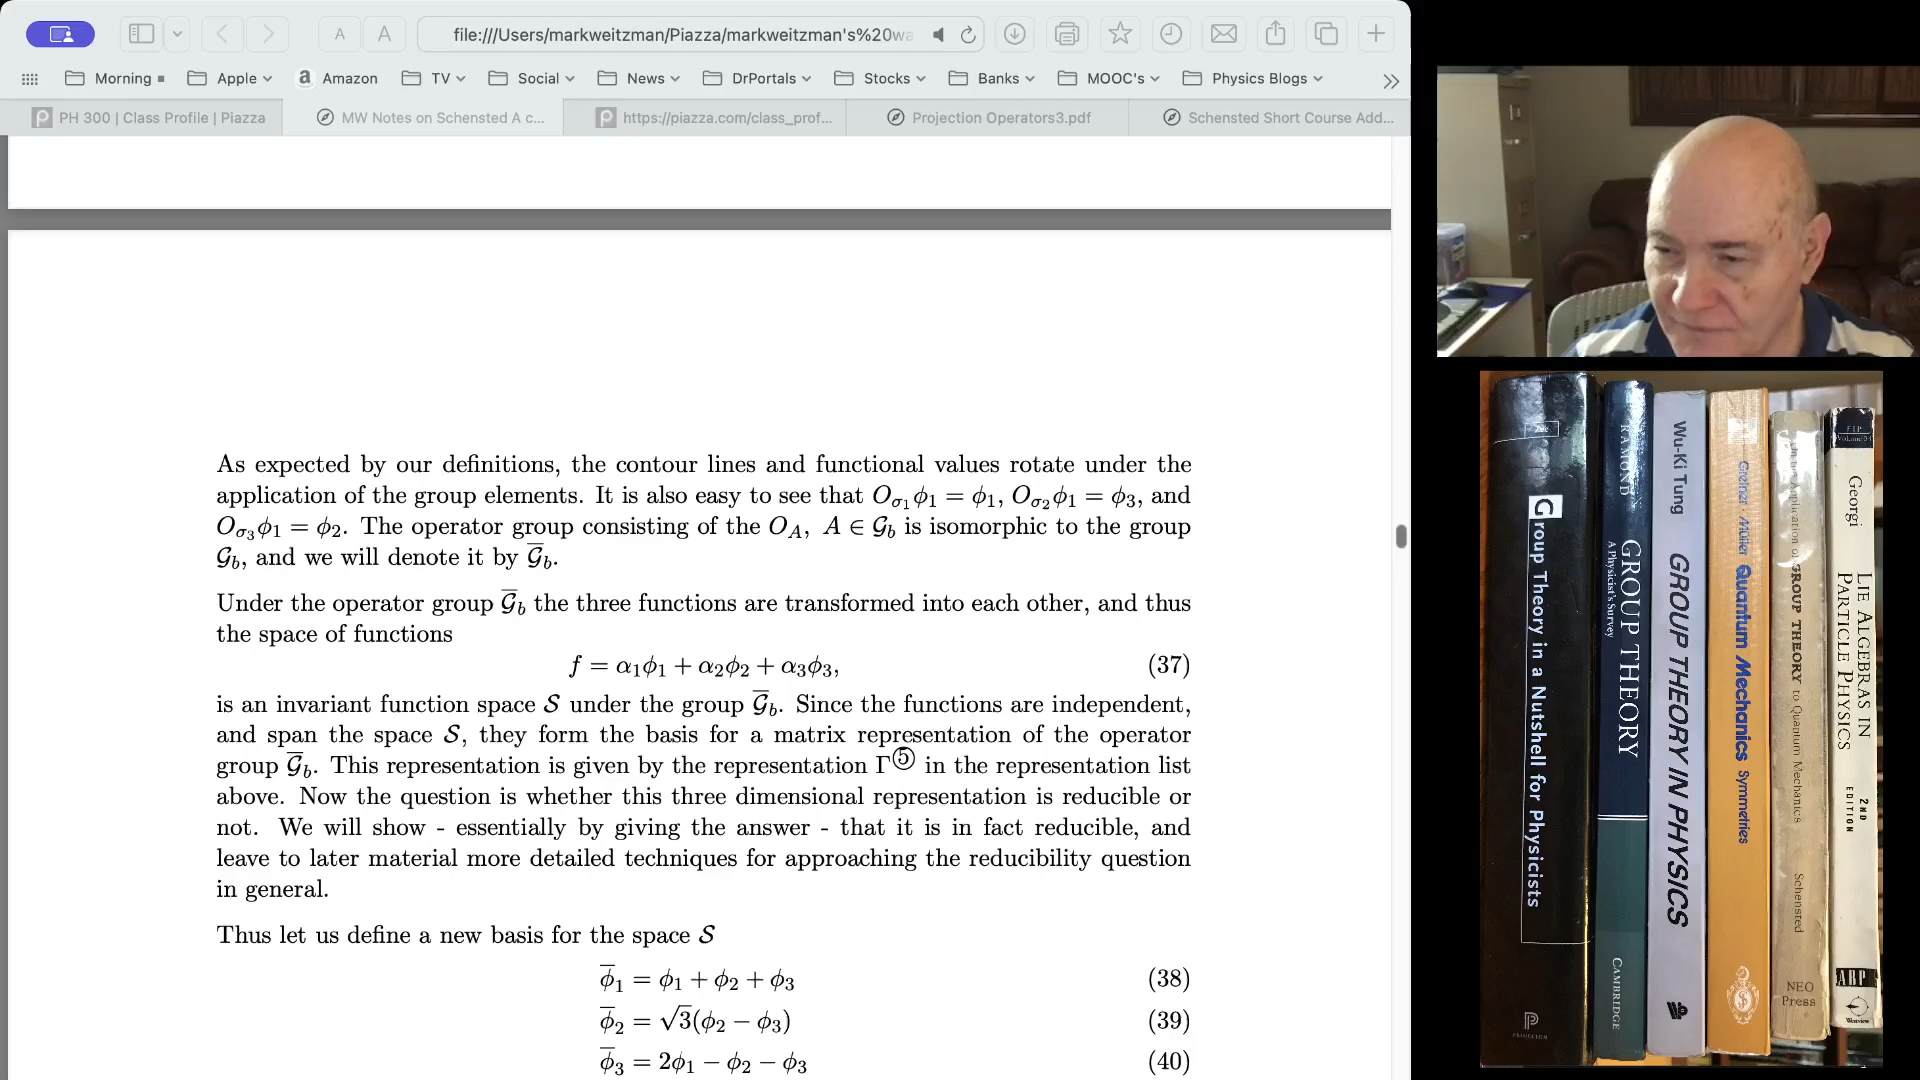 A
A
file:///Users/markweitzman/Piazza/markweitzman's%20wa
Morning
Apple
a Amazon
TV
Social
News
DrPortals
Stocks
Banks
MOOC's
Physics Blogs
PH 300 | Class Profile | Piazza
MW Notes on Schensted A c...
https://piazza.com/class_prof...
Projection Operators3.pdf
Schensted Short Course Add...
As expected by our definitions, the contour lines and functional values rotate under the
application of the group elements. It is also easy to see that O_{σ₁}ϕ₁ = ϕ₁, O_{σ₂}ϕ₁ = ϕ₃, and
O_{σ₃}ϕ₁ = ϕ₂. The operator group consisting of the O_A, A ∈ 𝒢_b is isomorphic to the group
𝒢_b, and we will denote it by 𝒢̅_b.
Under the operator group 𝒢̅_b the three functions are transformed into each other, and thus
the space of functions
f = α₁ϕ₁ + α₂ϕ₂ + α₃ϕ₃, (37)
is an invariant function space 𝒮 under the group 𝒢̅_b. Since the functions are independent,
and span the space 𝒮, they form the basis for a matrix representation of the operator
group 𝒢̅_b. This representation is given by the representation Γ^⑤ in the representation list
above. Now the question is whether this three dimensional representation is reducible or
not. We will show - essentially by giving the answer - that it is in fact reducible, and
leave to later material more detailed techniques for approaching the reducibility question
in general.
Thus let us define a new basis for the space 𝒮
ϕ̅₁ = ϕ₁ + ϕ₂ + ϕ₃ (38)
ϕ̅₂ = √3(ϕ₂ − ϕ₃) (39)
ϕ̅₃ = 2ϕ₁ − ϕ₂ − ϕ₃ (40)
Group Theory in a Nutshell for Physicists
PRINCETON
RAMOND
GROUP THEORY
A Physicist's Survey
CAMBRIDGE
Wu-Ki Tung
GROUP THEORY IN PHYSICS
Greiner · Müller Quantum Mechanics Symmetries
Application of GROUP THEORY to Quantum Mechanics
Schensted
NEO
Press
Georgi
LIE ALGEBRAS IN
PARTICLE PHYSICS
2ND
EDITION
ABP
Westview